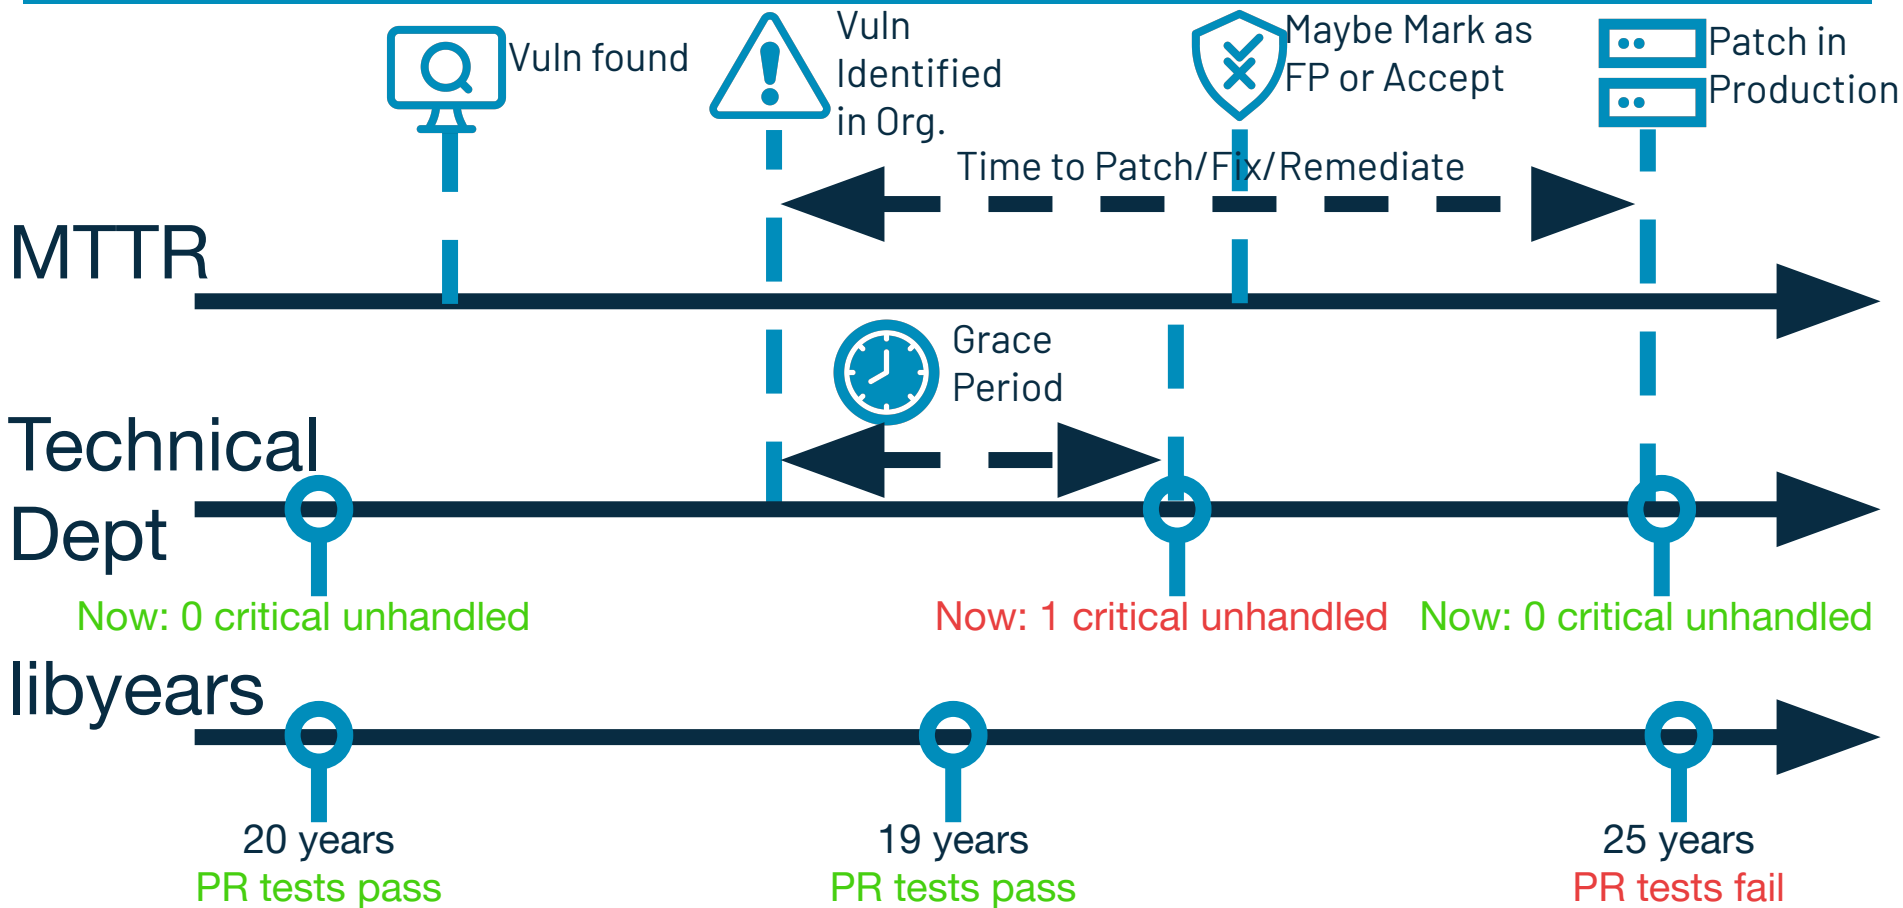 Vuln found
Vuln
Identified
in Org.
Maybe Mark as
FP or Accept
Patch in
Production
Time to Patch/Fix/Remediate
MTTR
Grace
Period
Technical
Dept
Now: 0 critical unhandled
Now: 1 critical unhandled
Now: 0 critical unhandled
libyears
20 years
PR tests pass
19 years
PR tests pass
25 years
PR tests fail